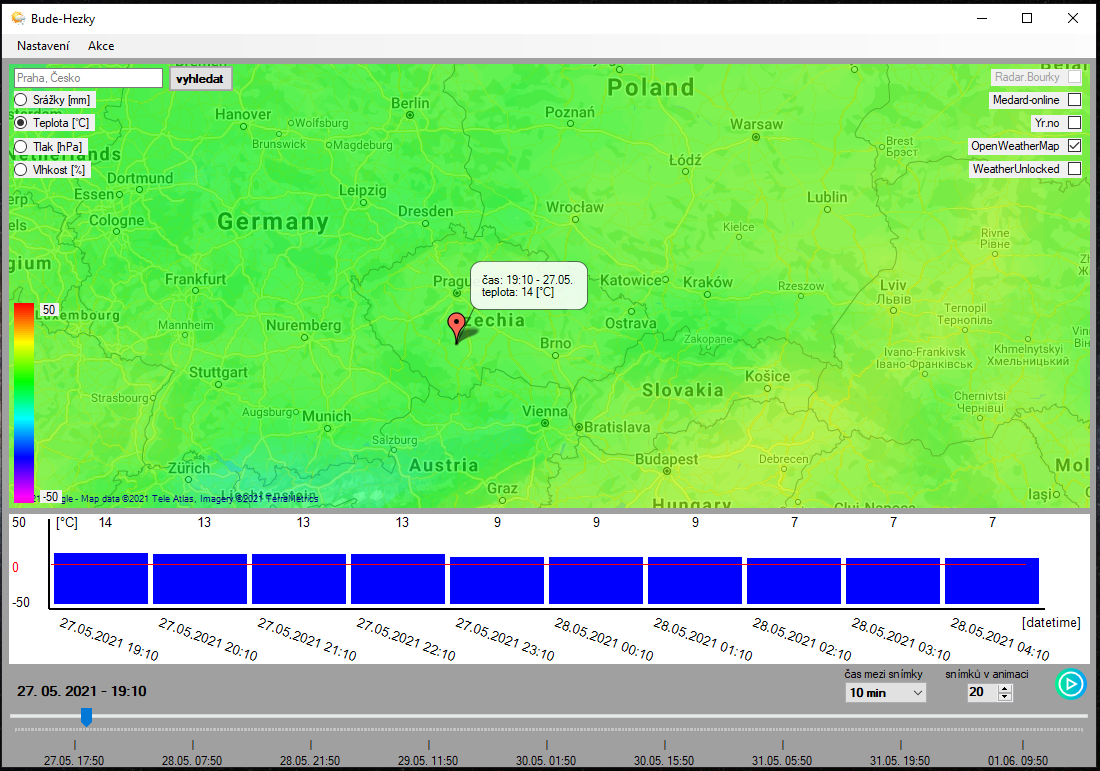 Bude-Hezky
Nastavení Akce
Praha, Česko vyhledat
Srážky [mm]
Teplota [°C]
Tlak [hPa]
Vlhkost [%]
Radar.Bourky
Medard-online
Yr.no
OpenWeatherMap
WeatherUnlocked
Poland
Berlin
Hanover
Wolfsburg
Poznań
Warsaw
Brest
Брэст
Brunswick
Magdeburg
Netherlands
Łódź
Dortmund
Essen
Leipzig
Lublin
Cologne
Germany
Dresden
Wrocław
Kielce
Rivne
Рівне
Frankfurt
Prague
čas: 19:10 - 27.05.
teplota: 14 [°C]
Katowice
Kraków
Rzeszow
Lviv
Львів
Luxembourg
Mannheim
Nuremberg
Czechia
Ostrava
Zakopane
Brno
Ternopil
Тернопіль
Ivano-Frankivsk
Івано-Франківськ
Khmelnytskyi
Хмельницький
Stuttgart
Strasbourg
Slovakia
Košice
Chernivtsi
Чернівці
Augsburg
Munich
Vienna
Bratislava
Salzburg
Zürich
Austria
Budapest
Debrecen
Liechtenstein
Graz
Hungary
Cluj-Napoca
Iași
50
-50
Map data ©2021 Tele Atlas, Imagery ©2021 TerraMetrics
50 [°C] 14 13 13 13 9 9 9 7 7 7
0
-50
27.05.2021 19:10 27.05.2021 20:10 27.05.2021 21:10 27.05.2021 22:10 27.05.2021 23:10 28.05.2021 00:10 28.05.2021 01:10 28.05.2021 02:10 28.05.2021 03:10 28.05.2021 04:10 [datetime]
27. 05. 2021 - 19:10
čas mezi snímky
10 min
snímků v animaci
20
27.05. 17:50 28.05. 07:50 28.05. 21:50 29.05. 11:50 30.05. 01:50 30.05. 15:50 31.05. 05:50 31.05. 19:50 01.06. 09:50